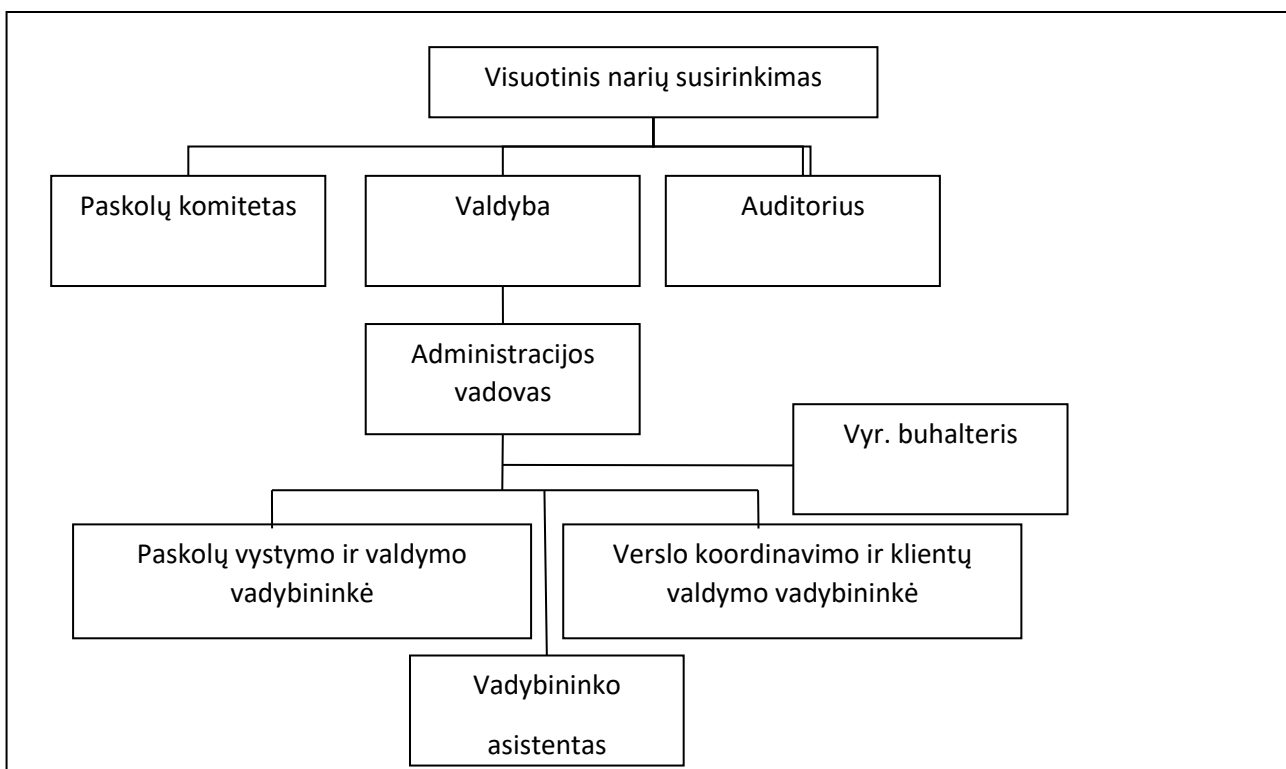 Visuotinis narių susirinkimas
Paskolų komitetas
Valdyba
Auditorius
Administracijos
vadovas
Vyr. buhalteris
Paskolų vystymo ir valdymo
vadybininkė
Verslo koordinavimo ir klientų
valdymo vadybininkė
Vadybininko
asistentas